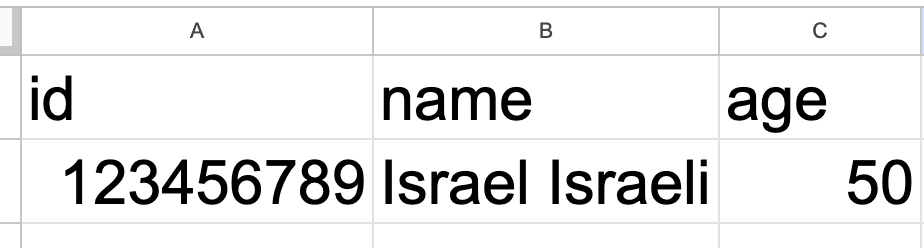 A B C
id name age
123456789 Israel Israeli 50